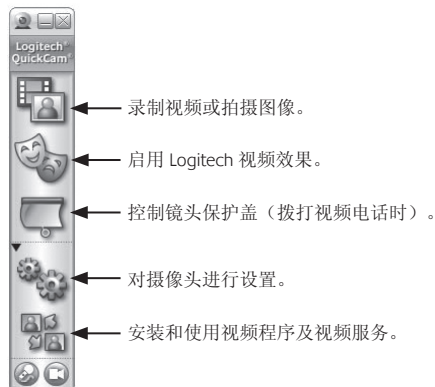 Logitech®
QuickCam®
录制视频或拍摄图像。
启用 Logitech 视频效果。
控制镜头保护盖（拨打视频电话时）。
对摄像头进行设置。
安装和使用视频程序及视频服务。